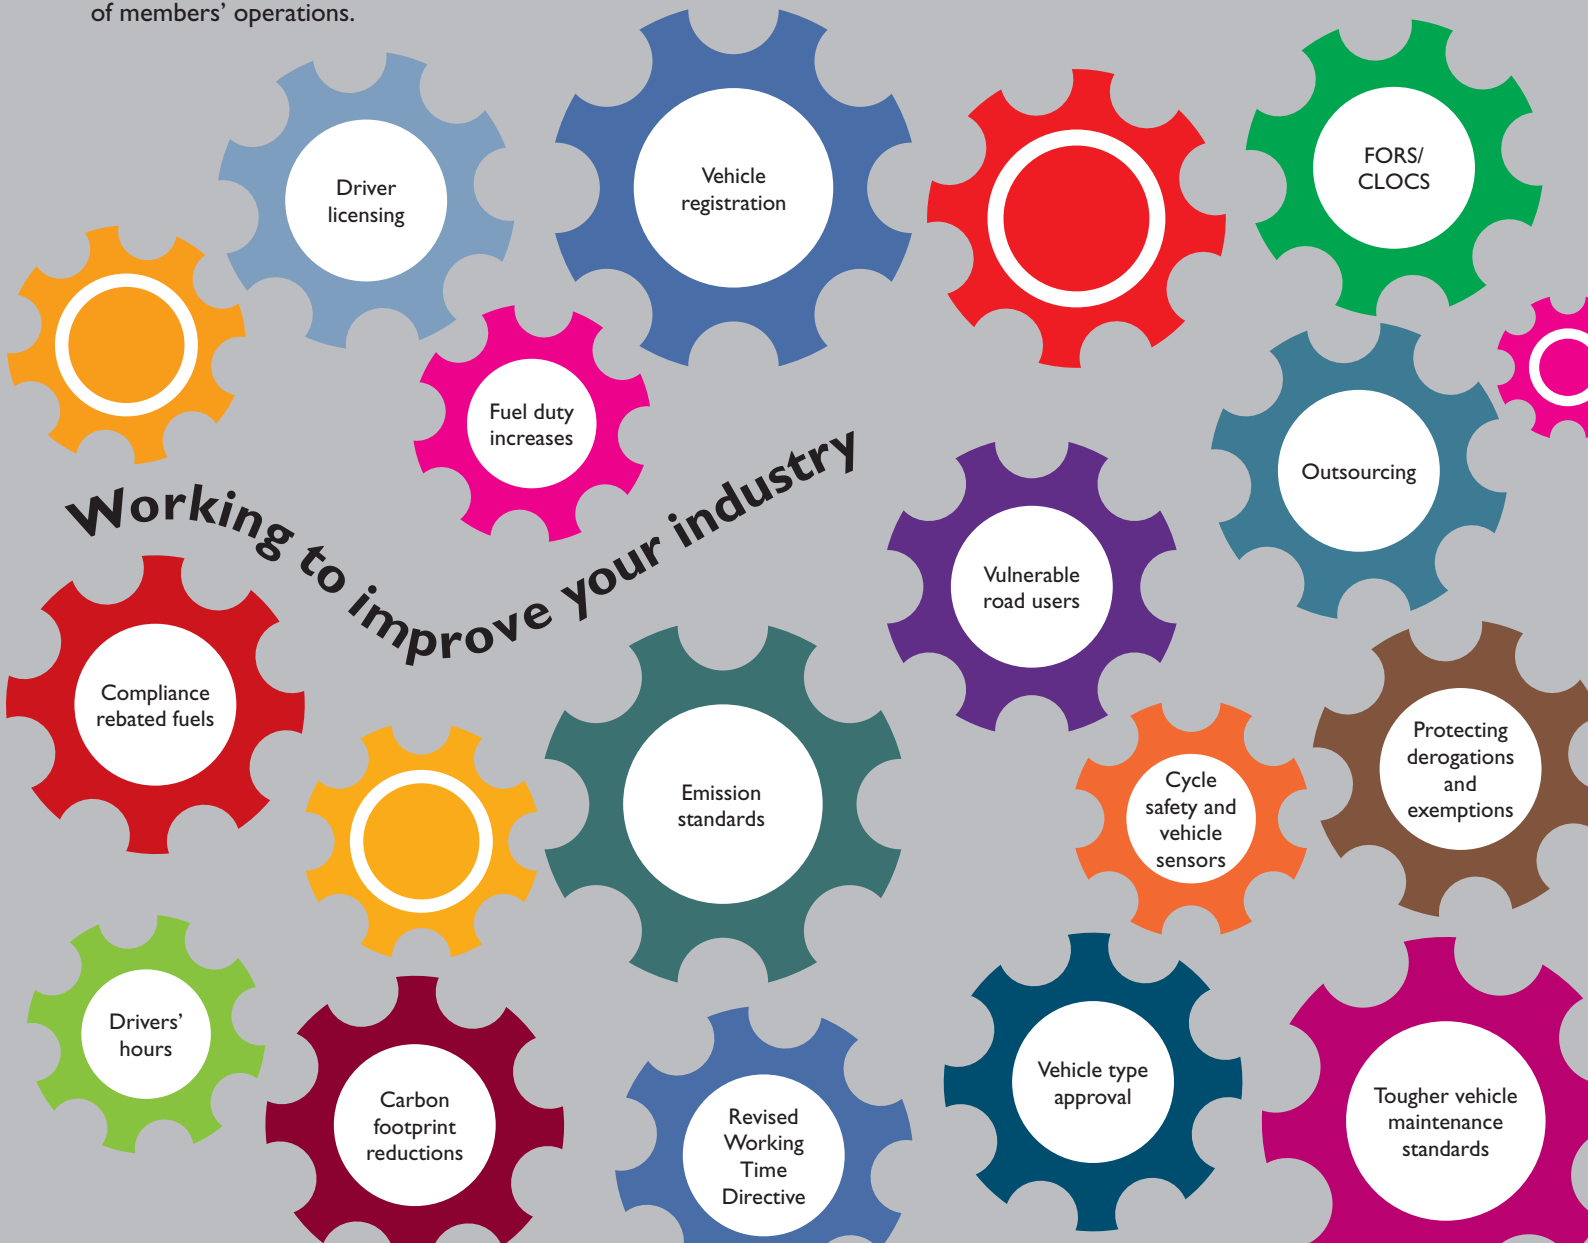 of members’ operations.
Driver
licensing
Vehicle
registration
FORS/
CLOCS
Fuel duty
increases
Outsourcing
Working to improve your industry
Vulnerable
road users
Compliance
rebated fuels
Emission
standards
Cycle
safety and
vehicle
sensors
Protecting
derogations
and
exemptions
Drivers’
hours
Carbon
footprint
reductions
Revised
Working
Time
Directive
Vehicle type
approval
Tougher vehicle
maintenance
standards